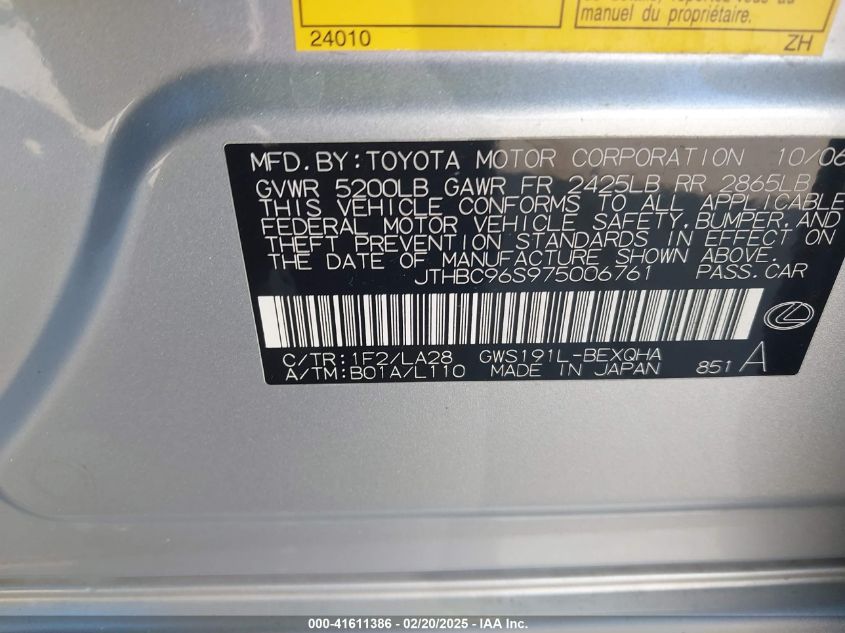 manuel du propriétaire.
24010 ZH
MFD. BY: TOYOTA MOTOR CORPORATION 10/06
GVWR 5200LB GAWR FR 2425LB RR 2865LB
THIS VEHICLE CONFORMS TO ALL APPLICABLE
FEDERAL MOTOR VEHICLE SAFETY, BUMPER, AND
THEFT PREVENTION STANDARDS IN EFFECT ON
THE DATE OF MANUFACTURE SHOWN ABOVE.
JTHBC96S975006761 PASS. CAR
C/TR: 1F2/LA28 GWS191L-BEXQHA
A/TM: B01A/L110 MADE IN JAPAN 851 A
000-41611386 - 02/20/2025 - IAA Inc.